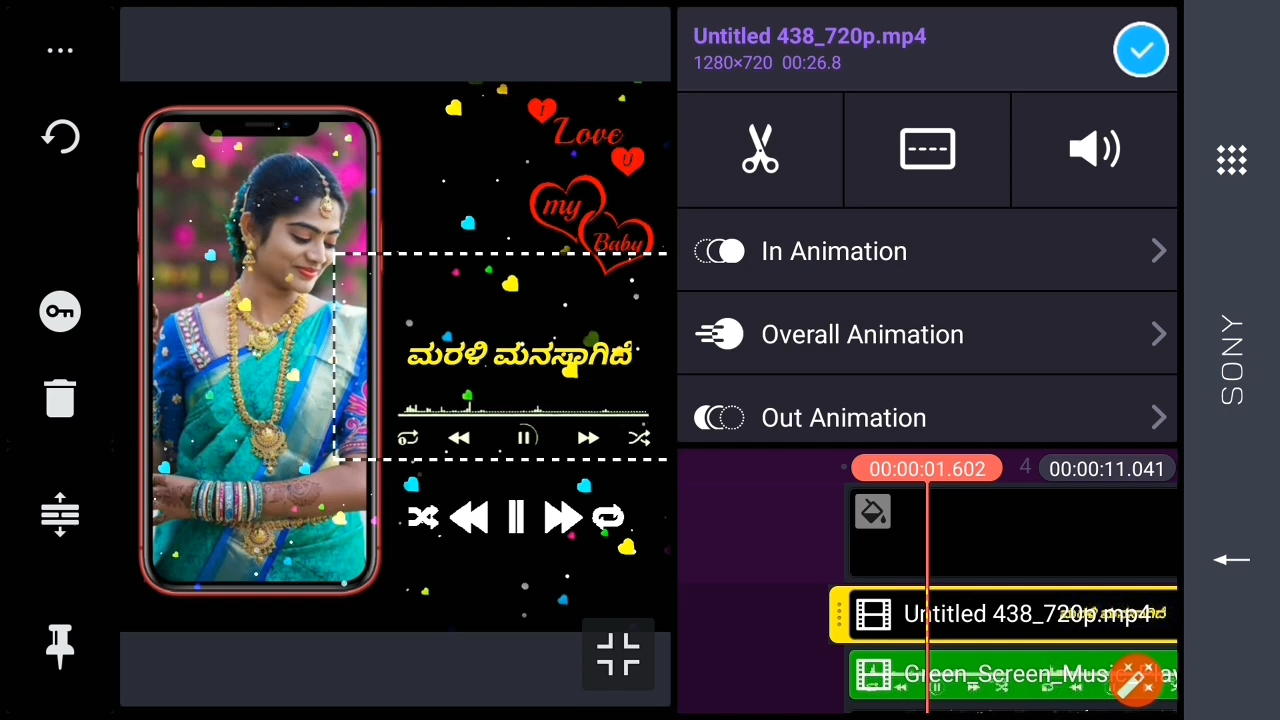 Untitled 438_720p.mp4
1280×720 00:26.8
I
Love
U
my
Baby
In Animation
Overall Animation
Out Animation
00:00:01.602
4
00:00:11.041
Untitled 438_720p.mp4
Green_Screen_Music_Play
ಮರಳಿ
SONY